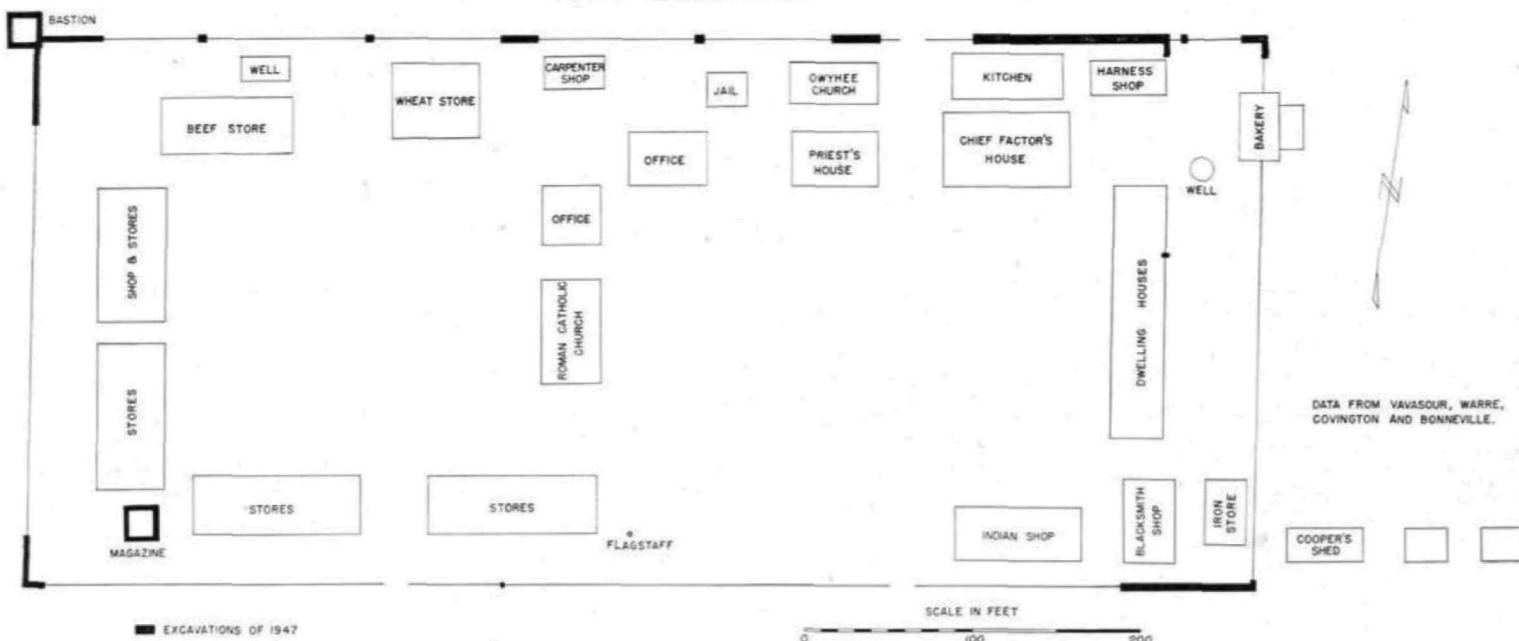 BASTION
WELL
BEEF STORE
WHEAT STORE
CARPENTER
SHOP
JAIL
OWYHEE
CHURCH
KITCHEN
HARNESS
SHOP
OFFICE
PRIEST'S
HOUSE
CHIEF FACTOR'S
HOUSE
BAKERY
WELL
SHOP & STORES
OFFICE
ROMAN CATHOLIC
CHURCH
DWELLING HOUSES
STORES
DATA FROM VAVASOUR, WARRE,
COVINGTON AND BONNEVILLE.
MAGAZINE
STORES
STORES
FLAGSTAFF
INDIAN SHOP
BLACKSMITH
SHOP
IRON
STORE
COOPER'S
SHED
EXCAVATIONS OF 1947
SCALE IN FEET
0 100 200